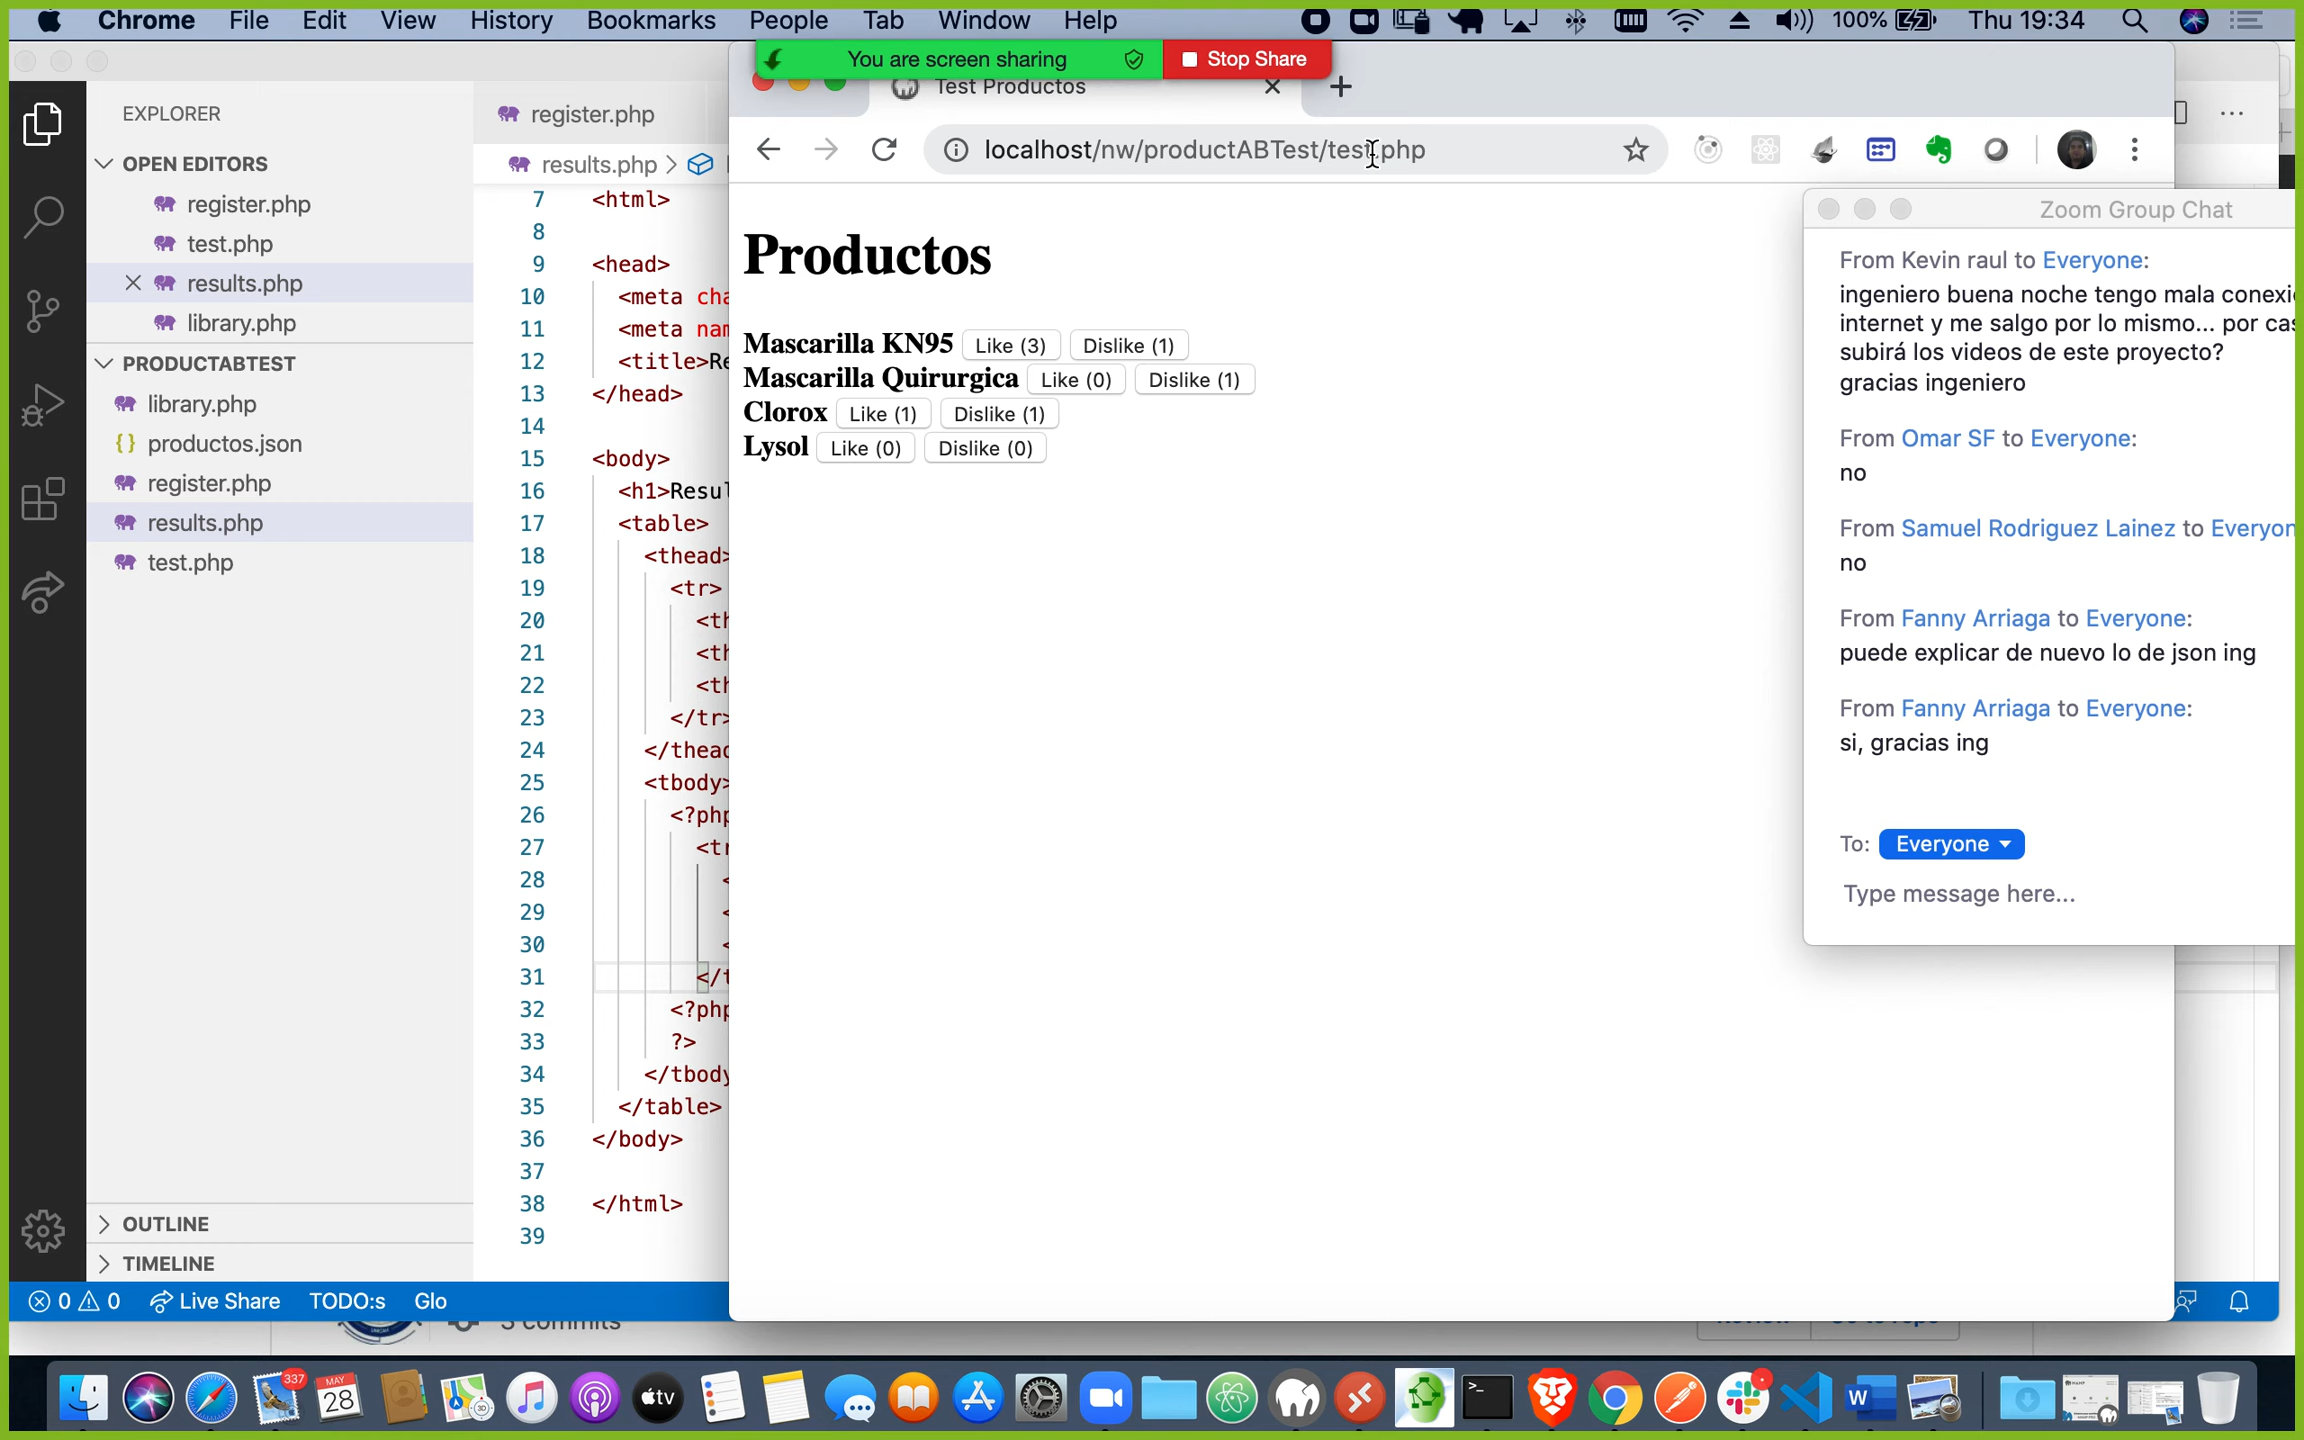 Chrome File Edit View History Bookmarks People Tab Window Help
100% Thu 19:34
You are screen sharing
Stop Share
Test Productos
localhost/nw/productABTest/test.php
EXPLORER
OPEN EDITORS
register.php
test.php
results.php
library.php
PRODUCTABTEST
library.php
{} productos.json
register.php
results.php
test.php
OUTLINE
TIMELINE
0 0 Live Share TODO:s Glo
register.php
results.php >
7 <html>
8
9 <head>
10 <meta cha
11 <meta nam
12 <title>Re
13 </head>
14
15 <body>
16 <h1>Resul
17 <table>
18 <thead>
19 <tr>
20 <th
21 <th
22 <th
23 </tr>
24 </thead
25 <tbody>
26 <?php
27 <tr
28 <
29 <
30 <
31 </t
32 <?php
33 ?>
34 </tbody
35 </table>
36 </body>
37
38 </html>
39
Productos
Mascarilla KN95 Like (3) Dislike (1)
Mascarilla Quirurgica Like (0) Dislike (1)
Clorox Like (1) Dislike (1)
Lysol Like (0) Dislike (0)
Zoom Group Chat
From Kevin raul to Everyone:
ingeniero buena noche tengo mala conexi
internet y me salgo por lo mismo... por cas
subirá los videos de este proyecto?
gracias ingeniero
From Omar SF to Everyone:
no
From Samuel Rodriguez Lainez to Everyon
no
From Fanny Arriaga to Everyone:
puede explicar de nuevo lo de json ing
From Fanny Arriaga to Everyone:
si, gracias ing
To: Everyone
Type message here...
3 commits
337
MAY
28
tv